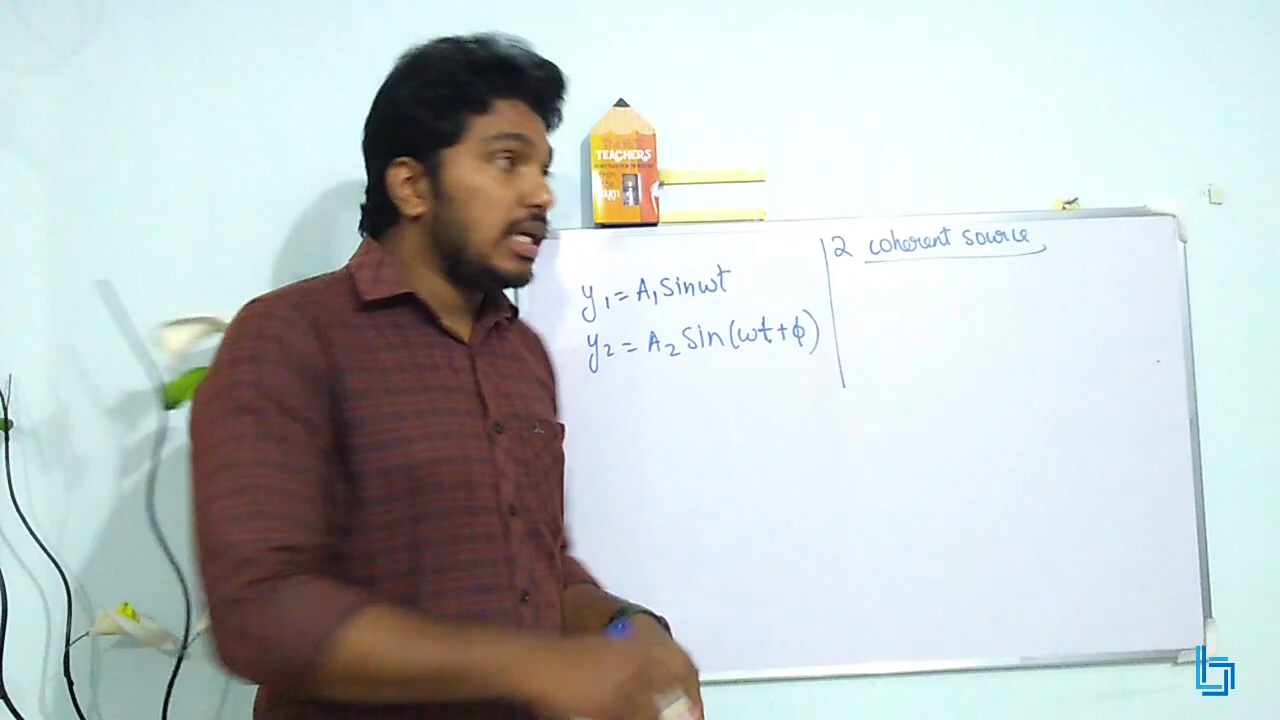 TEACHERS
y₁ = A₁ sinωt
y₂ = A₂ sin(ωt + φ)
2 coherent source